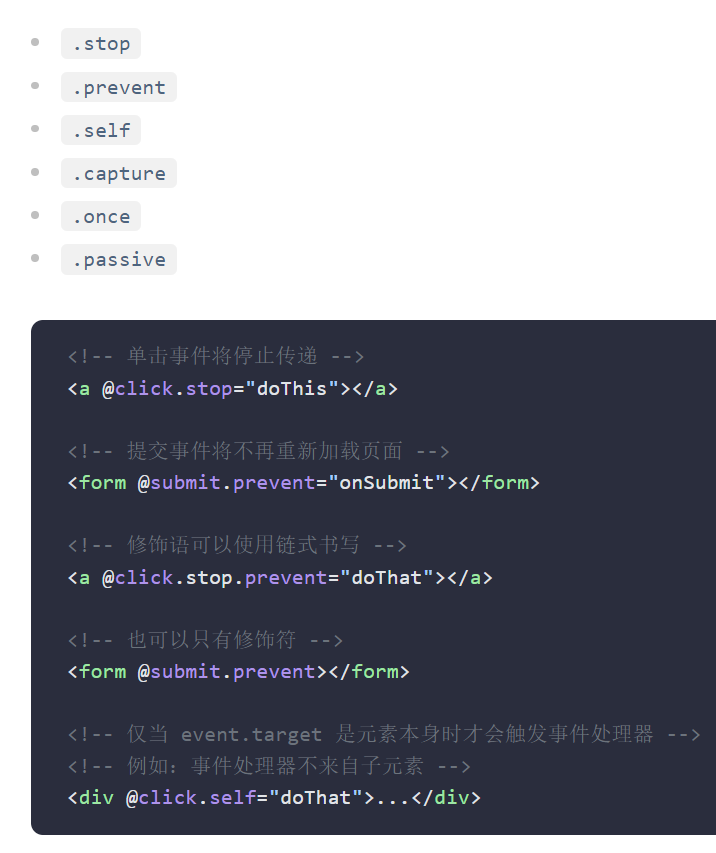 .stop
.prevent
.self
.capture
.once
.passive
<!-- 单击事件将停止传递 -->
<a @click.stop="doThis"></a>
<!-- 提交事件将不再重新加载页面 -->
<form @submit.prevent="onSubmit"></form>
<!-- 修饰语可以使用链式书写 -->
<a @click.stop.prevent="doThat"></a>
<!-- 也可以只有修饰符 -->
<form @submit.prevent></form>
<!-- 仅当 event.target 是元素本身时才会触发事件处理器 -->
<!-- 例如：事件处理器不来自子元素 -->
<div @click.self="doThat">...</div>